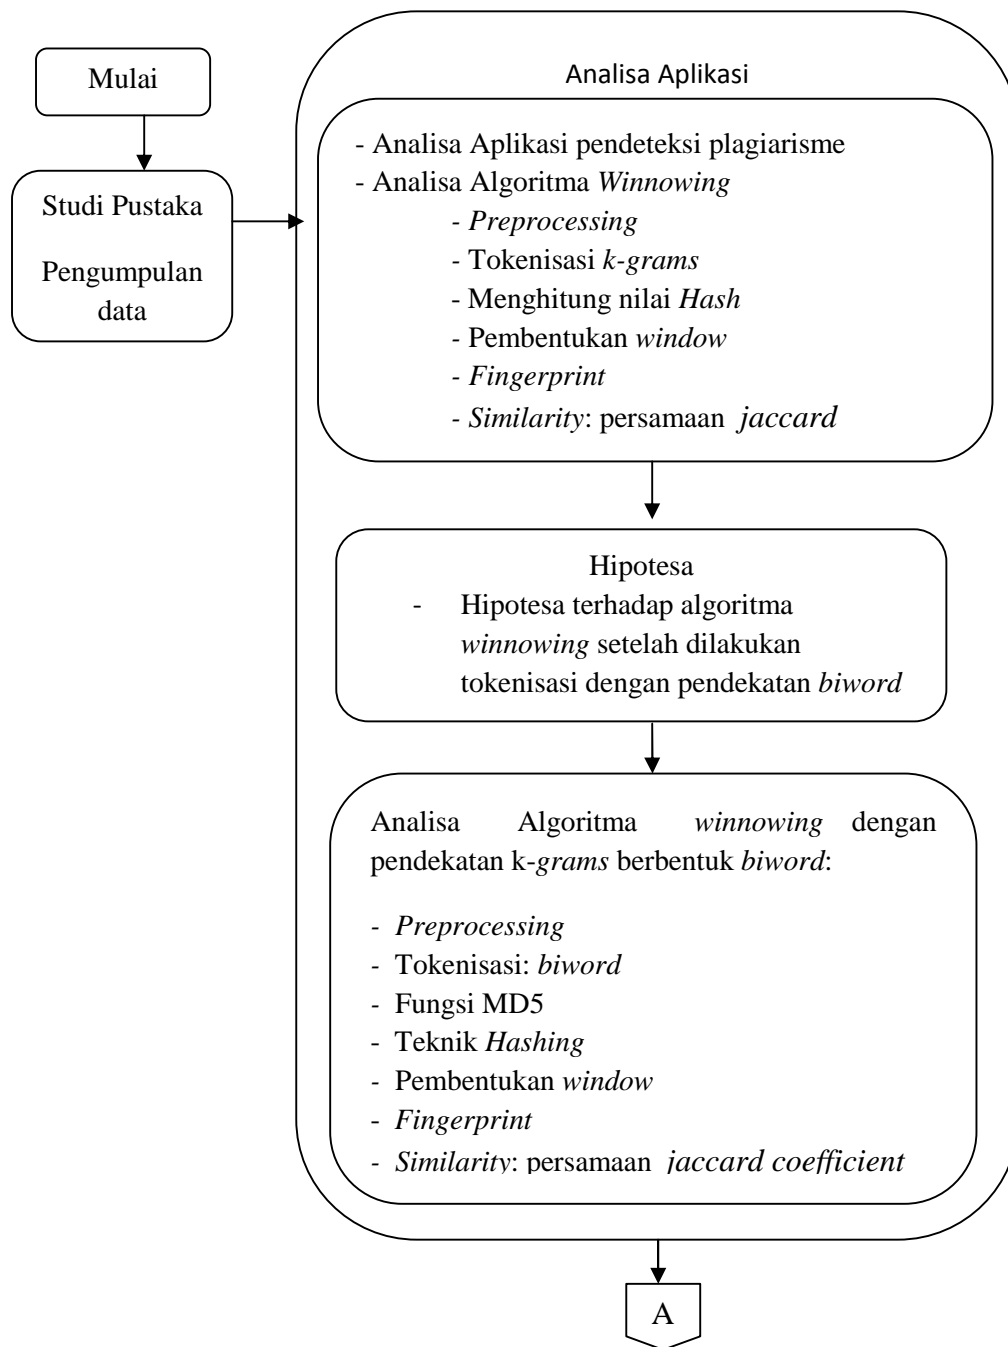 Mulai
Studi Pustaka
Pengumpulan
data
Analisa Aplikasi
- Analisa Aplikasi pendeteksi plagiarisme
- Analisa Algoritma Winnowing
- Preprocessing
- Tokenisasi k-grams
- Menghitung nilai Hash
- Pembentukan window
- Fingerprint
- Similarity: persamaan jaccard
Hipotesa
- Hipotesa terhadap algoritma
winnowing setelah dilakukan
tokenisasi dengan pendekatan biword
Analisa Algoritma winnowing dengan
pendekatan k-grams berbentuk biword:
- Preprocessing
- Tokenisasi: biword
- Fungsi MD5
- Teknik Hashing
- Pembentukan window
- Fingerprint
- Similarity: persamaan jaccard coefficient
A